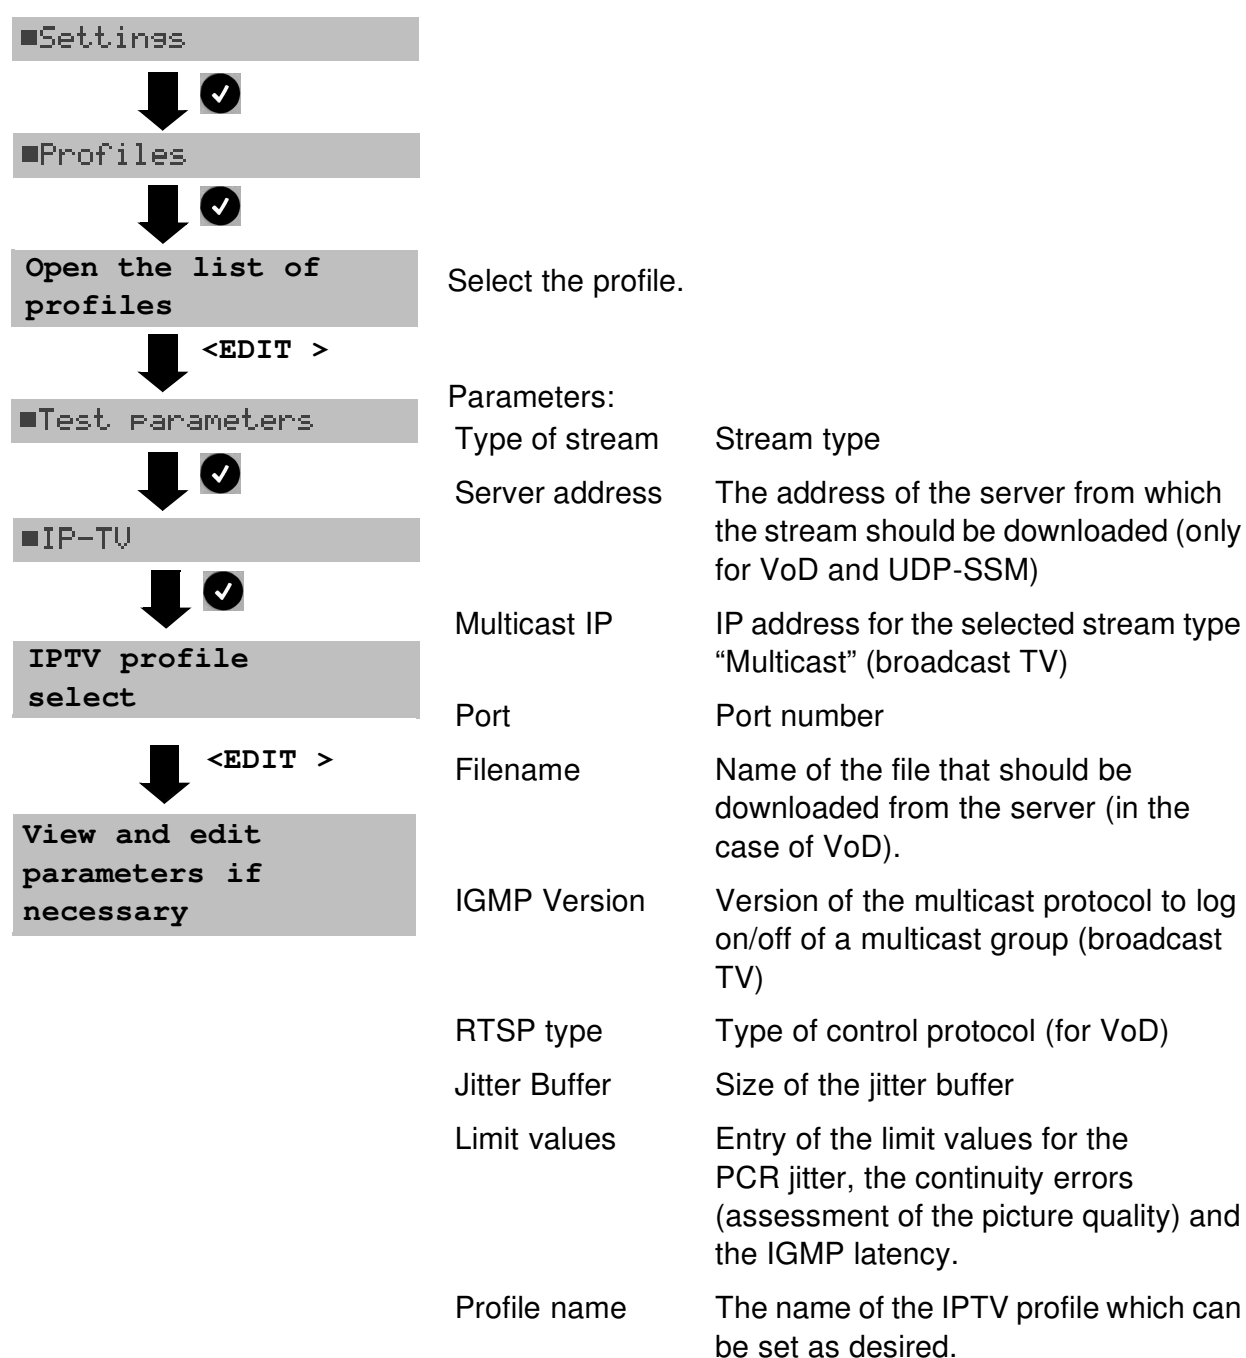 ■Settings
■Profiles
Open the list of
profiles
Select the profile.
<EDIT >
■Test parameters
■IP-TV
IPTV profile
select
<EDIT >
View and edit
parameters if
necessary
Parameters:
Type of stream Stream type
Server address The address of the server from which
the stream should be downloaded (only
for VoD and UDP-SSM)
Multicast IP IP address for the selected stream type
“Multicast” (broadcast TV)
Port Port number
Filename Name of the file that should be
downloaded from the server (in the
case of VoD).
IGMP Version Version of the multicast protocol to log
on/off of a multicast group (broadcast
TV)
RTSP type Type of control protocol (for VoD)
Jitter Buffer Size of the jitter buffer
Limit values Entry of the limit values for the
PCR jitter, the continuity errors
(assessment of the picture quality) and
the IGMP latency.
Profile name The name of the IPTV profile which can
be set as desired.